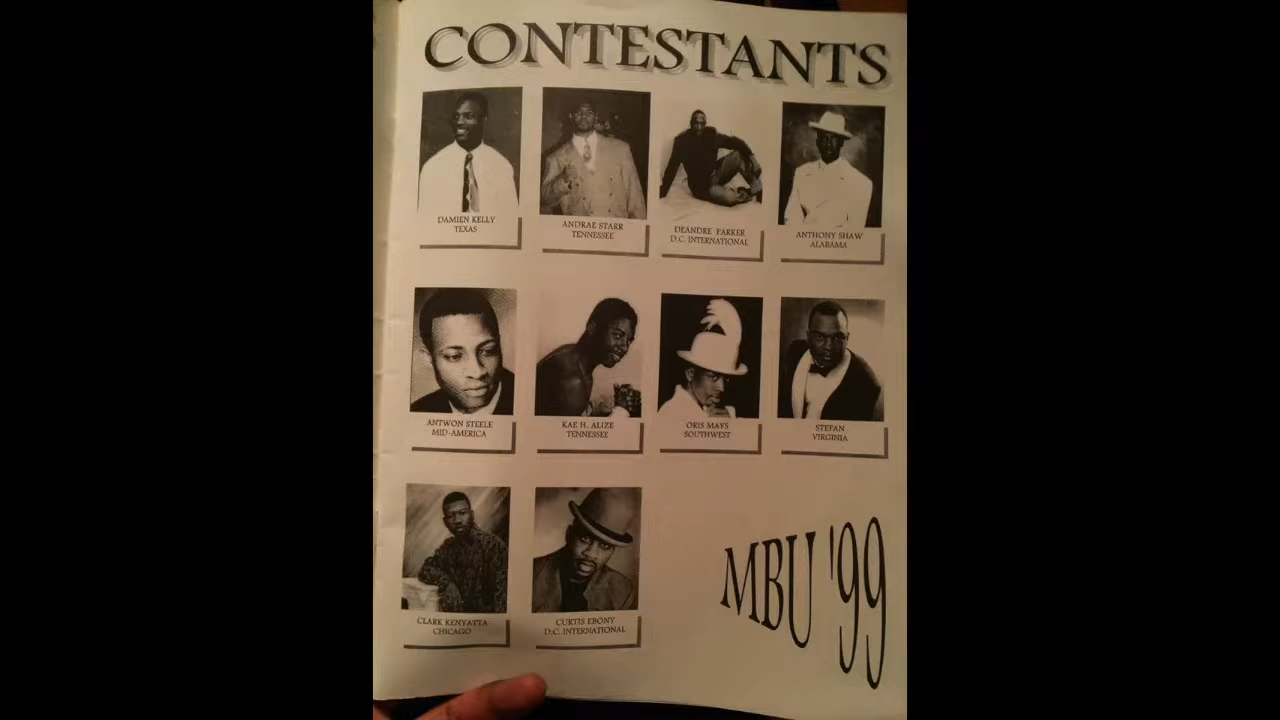 CONTESTANTS
DAMIEN KELLY
TEXAS
ANDRAE STARR
TENNESSEE
DEANDRE PARKER
D.C. INTERNATIONAL
ANTHONY SHAW
ALABAMA
ANTWON STEELE
MID-AMERICA
KAE H. ALIZE
TENNESSEE
ORIS MAYS
SOUTHWEST
STEFAN
VIRGINIA
CLARK KENYATTA
CHICAGO
CURTIS EBONY
D.C. INTERNATIONAL
MBU '99